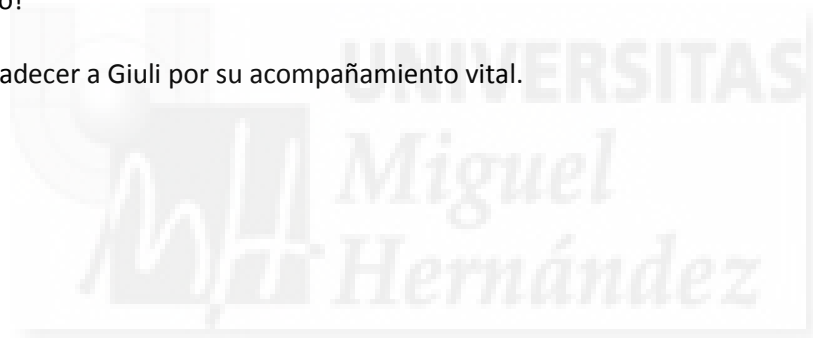 adecer a Giuli por su acompañamiento vital.
UNIVERSITAS
Miguel
Hernández